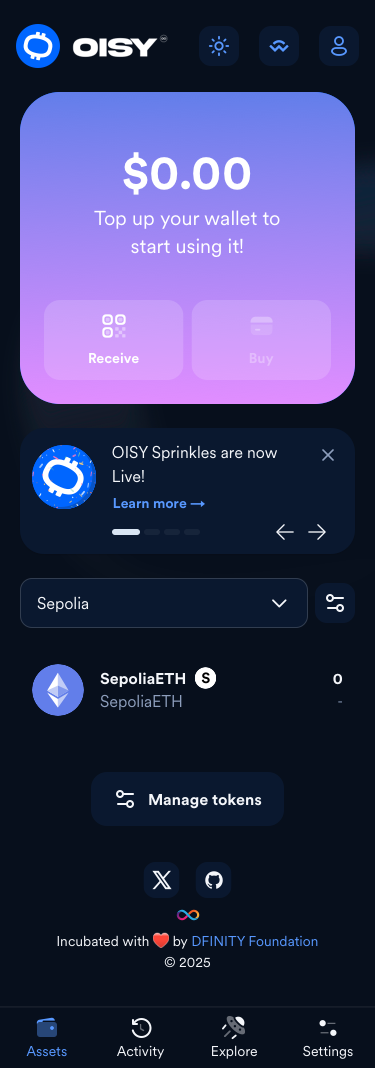 OISY
$0.00
Top up your wallet to
start using it!
Receive
Buy
OISY Sprinkles are now
Live!
Learn more →
Sepolia
SepoliaETH S
0
SepoliaETH
-
Manage tokens
Incubated with ❤️ by DFINITY Foundation
© 2025
Assets
Activity
Explore
Settings